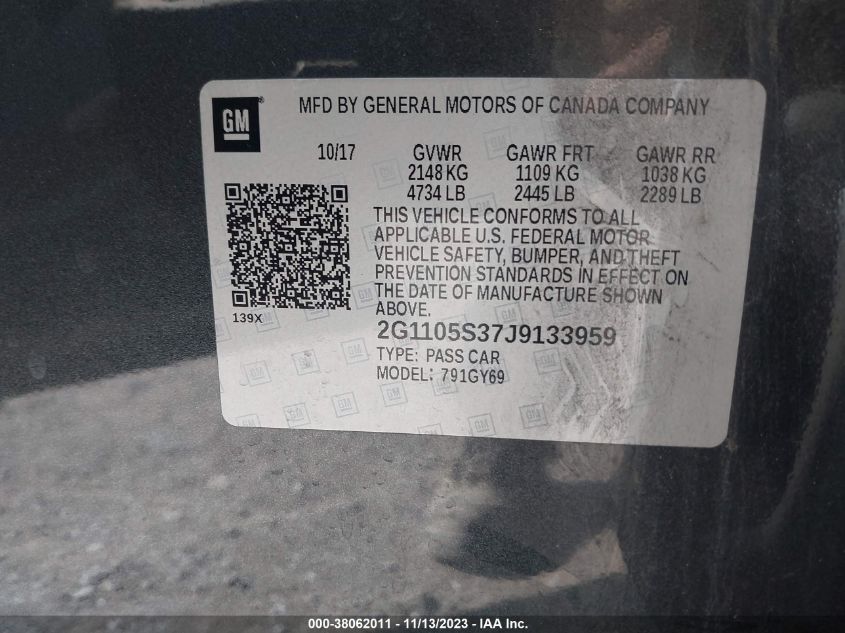 GM
MFD BY GENERAL MOTORS OF CANADA COMPANY
10/17 GVWR GAWR FRT GAWR RR
2148 KG 1109 KG 1038 KG
4734 LB 2445 LB 2289 LB
THIS VEHICLE CONFORMS TO ALL
APPLICABLE U.S. FEDERAL MOTOR
VEHICLE SAFETY, BUMPER, AND THEFT
PREVENTION STANDARDS IN EFFECT ON
THE DATE OF MANUFACTURE SHOWN
ABOVE.
139X
2G1105S37J9133959
TYPE: PASS CAR
MODEL: 791GY69
000-38062011 - 11/13/2023 - IAA Inc.